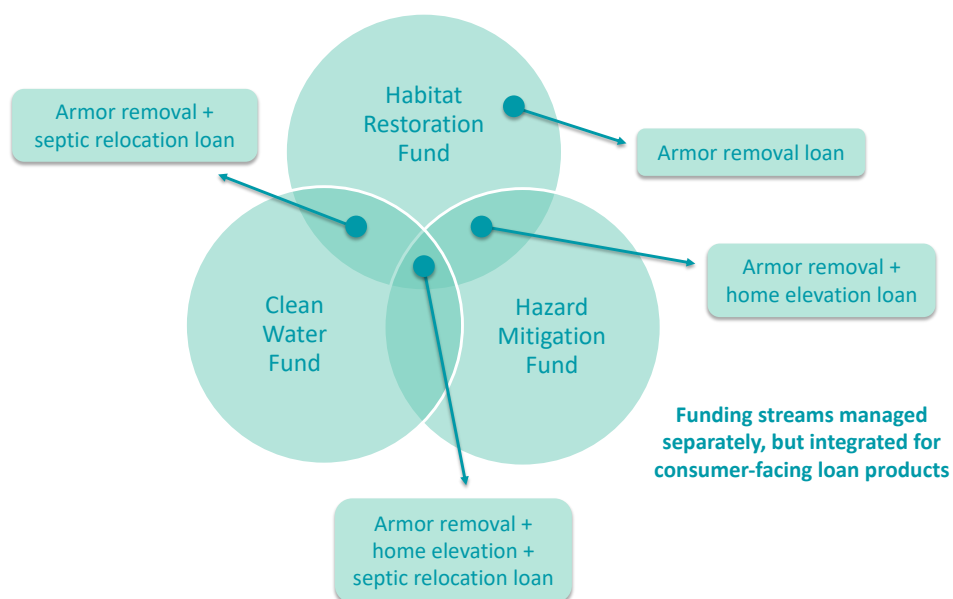 Habitat
Restoration
Fund
Armor removal +
septic relocation loan
Armor removal loan
Armor removal +
home elevation loan
Clean
Water
Fund
Hazard
Mitigation
Fund
Funding streams managed
separately, but integrated for
consumer-facing loan products
Armor removal +
home elevation +
septic relocation loan